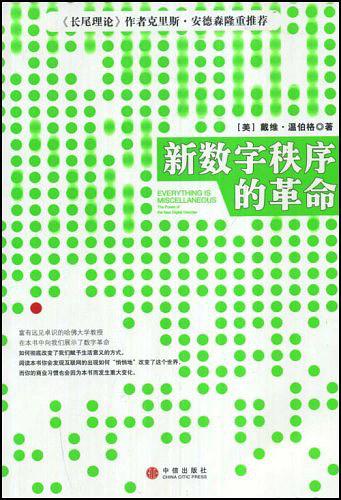 《长尾理论》作者克里斯·安德森隆重推荐
[美] 戴维·温伯格◎著
新数字秩序
的革命
EVERYTHING IS
MISCELLANEOUS
The Power of
the New Digital Disorder
富有远见卓识的哈佛大学教授
在本书中向我们展示了数字革命
如何彻底改变了我们赋予生活意义的方式。
阅读本书你会发现互联网的出现如何“悄悄地”改变了这个世界，
而你的商业习惯也会因为本书而发生重大变化。
中信出版社
CHINA CITIC PRESS